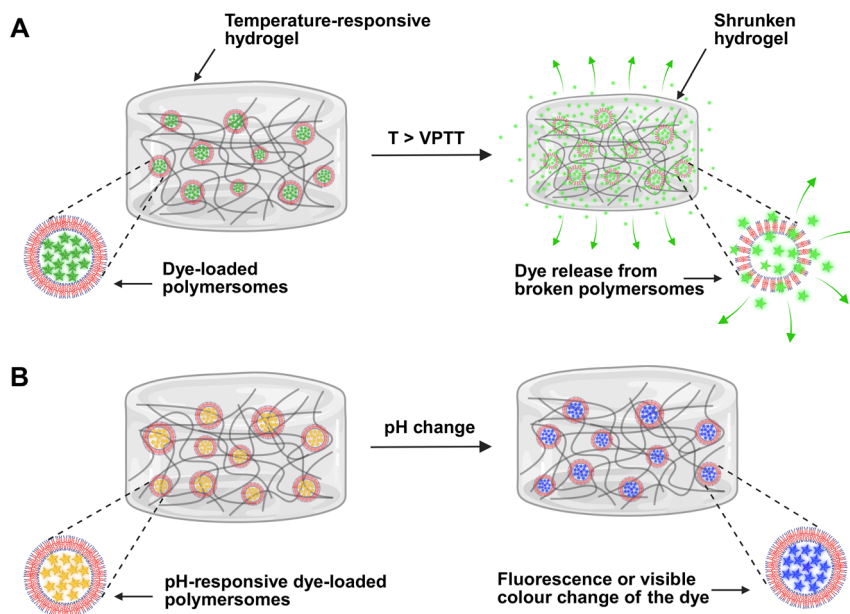 A
Temperature-responsive
hydrogel
Shrunken
hydrogel
T > VPTT
Dye-loaded
polymersomes
Dye release from
broken polymersomes
B
pH change
pH-responsive dye-loaded
polymersomes
Fluorescence or visible
colour change of the dye